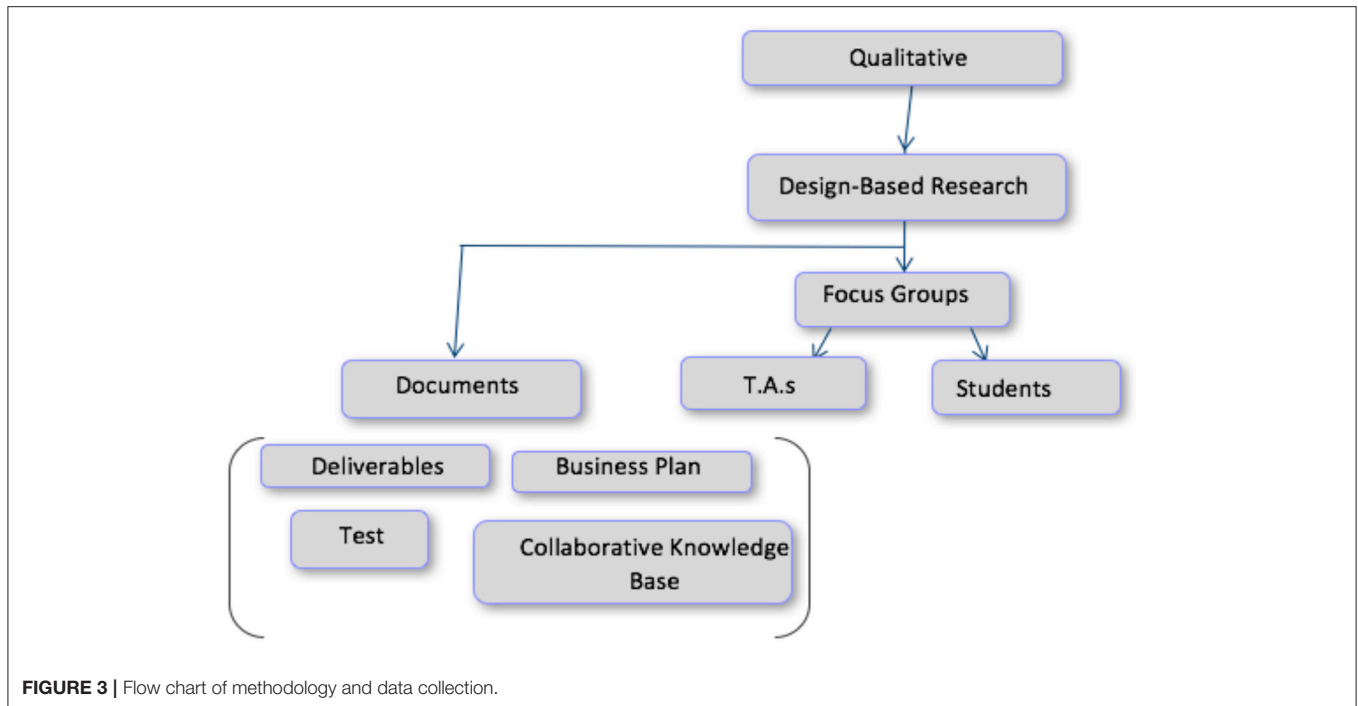 Qualitative
Design-Based Research
Focus Groups
Documents
T.A.s
Students
Deliverables
Business Plan
Test
Collaborative Knowledge
Base
FIGURE 3 | Flow chart of methodology and data collection.